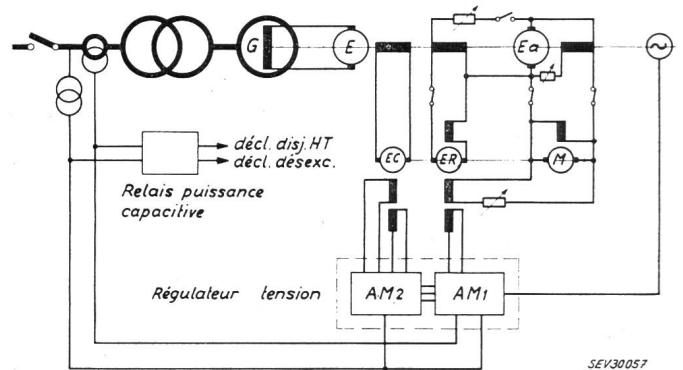 G
E
Ea
~
EC
ER
M
décl. disj. HT
décl. désexc.
Relais puissance
capacitive
Régulateur tension
AM2
AM1
SEV30057